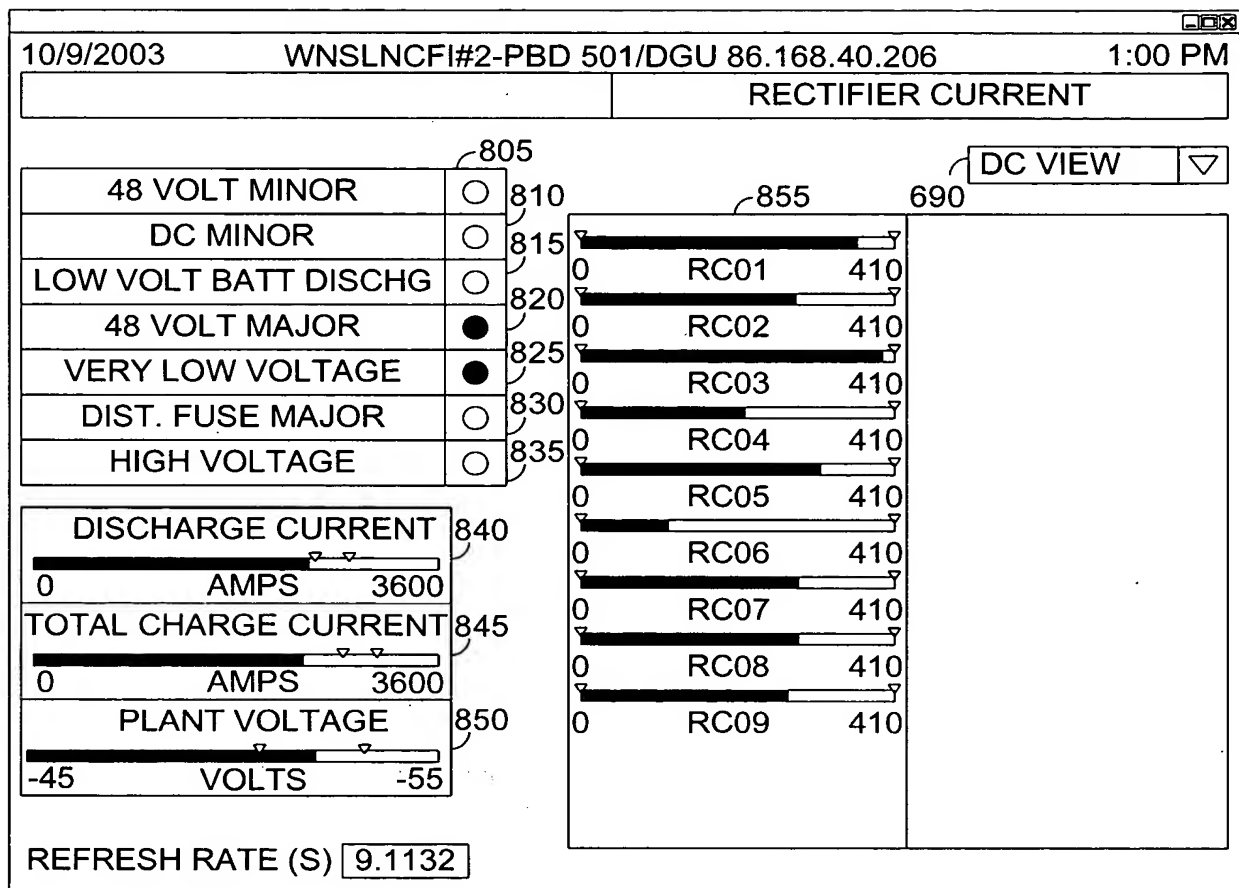 10/9/2003 WNSLNCFI#2-PBD 501/DGU 86.168.40.206 1:00 PM
RECTIFIER CURRENT
805
48 VOLT MINOR
810
DC MINOR
815
LOW VOLT BATT DISCHG
820
48 VOLT MAJOR
825
VERY LOW VOLTAGE
830
DIST. FUSE MAJOR
835
HIGH VOLTAGE
DISCHARGE CURRENT 840
0 AMPS 3600
TOTAL CHARGE CURRENT 845
0 AMPS 3600
PLANT VOLTAGE 850
-45 VOLTS -55
REFRESH RATE (S) 9.1132
DC VIEW
855 690
0 RC01 410
0 RC02 410
0 RC03 410
0 RC04 410
0 RC05 410
0 RC06 410
0 RC07 410
0 RC08 410
0 RC09 410